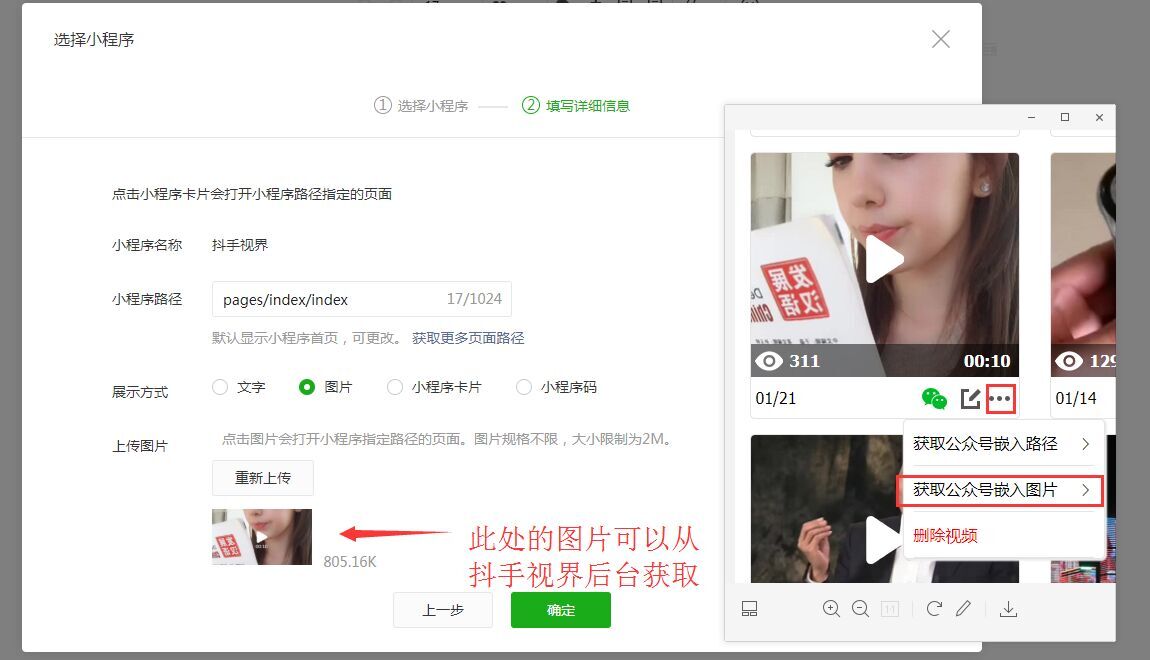 选择小程序
① 选择小程序
② 填写详细信息
点击小程序卡片会打开小程序路径指定的页面
小程序名称 抖手视界
小程序路径 pages/index/index 17/1024
默认显示小程序首页，可更改。 获取更多页面路径
展示方式 文字 图片 小程序卡片 小程序码
上传图片 点击图片会打开小程序指定路径的页面。图片规格不限，大小限制为2M。
重新上传
805.16K
此处的图片可以从
抖手视界后台获取
上一步 确定
发展
汉语
311 00:10
129
01/21
01/14
获取公众号嵌入路径
获取公众号嵌入图片
删除视频
1:1